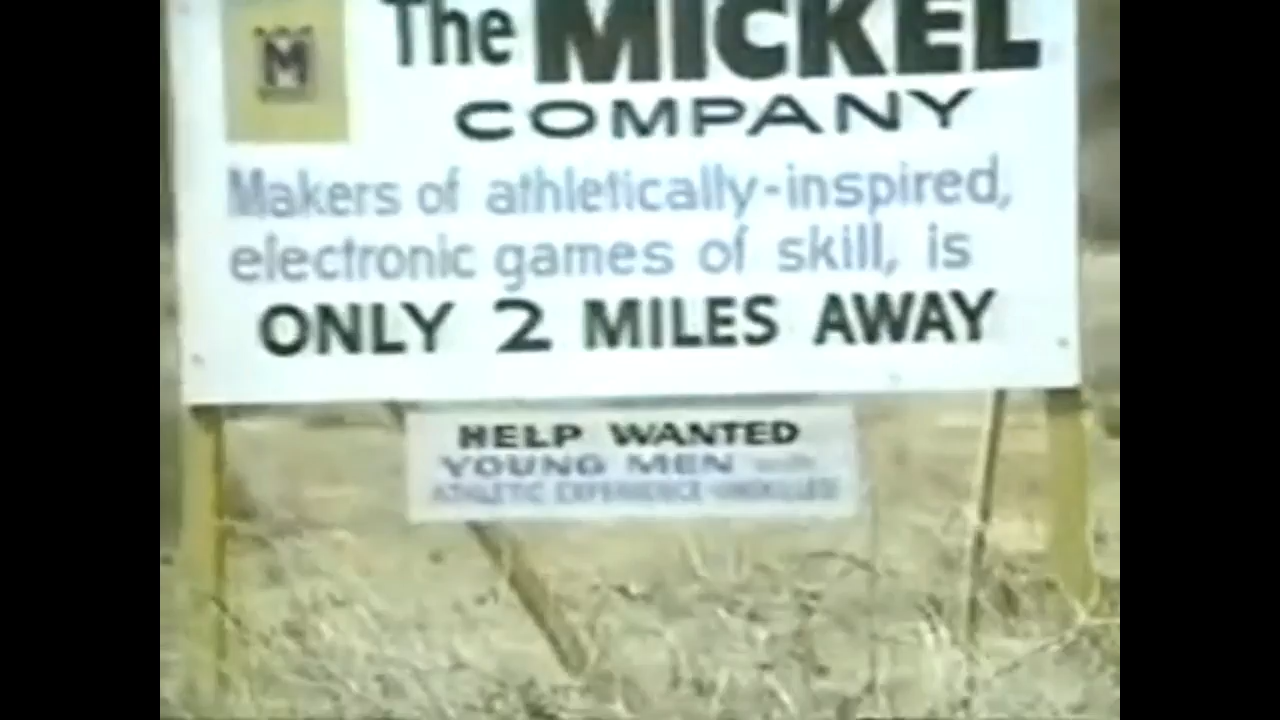 M
The MICKEL
COMPANY
Makers of athletically-inspired,
electronic games of skill, is
ONLY 2 MILES AWAY
HELP WANTED
YOUNG MEN with
ATHLETIC EXPERIENCE-UNSKILLED